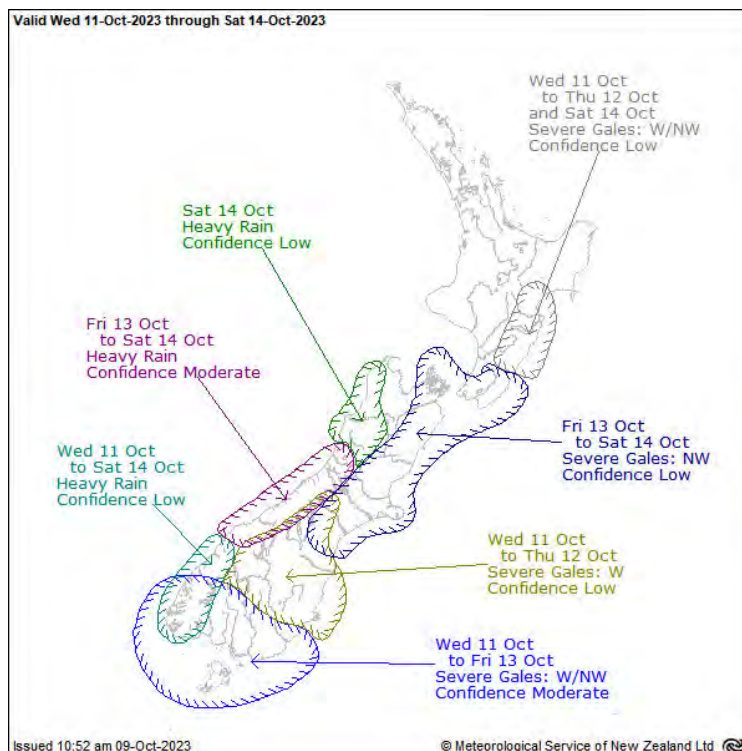 Valid Wed 11-Oct-2023 through Sat 14-Oct-2023
Wed 11 Oct
to Thu 12 Oct
and Sat 14 Oct
Severe Gales: W/NW
Confidence Low
Sat 14 Oct
Heavy Rain
Confidence Low
Fri 13 Oct
to Sat 14 Oct
Heavy Rain
Confidence Moderate
Fri 13 Oct
to Sat 14 Oct
Severe Gales: NW
Confidence Low
Wed 11 Oct
to Sat 14 Oct
Heavy Rain
Confidence Low
Wed 11 Oct
to Thu 12 Oct
Severe Gales: W
Confidence Low
Wed 11 Oct
to Fri 13 Oct
Severe Gales: W/NW
Confidence Moderate
Issued 10:52 am 09-Oct-2023
© Meteorological Service of New Zealand Ltd